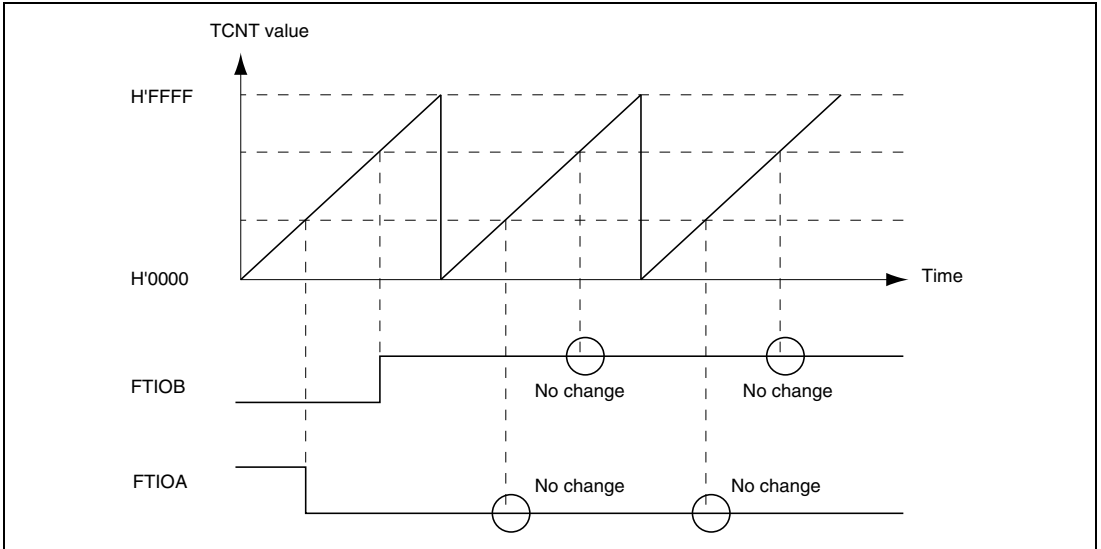 TCNT value
H'FFFF
H'0000
Time
FTIOB
No change
No change
FTIOA
No change
No change